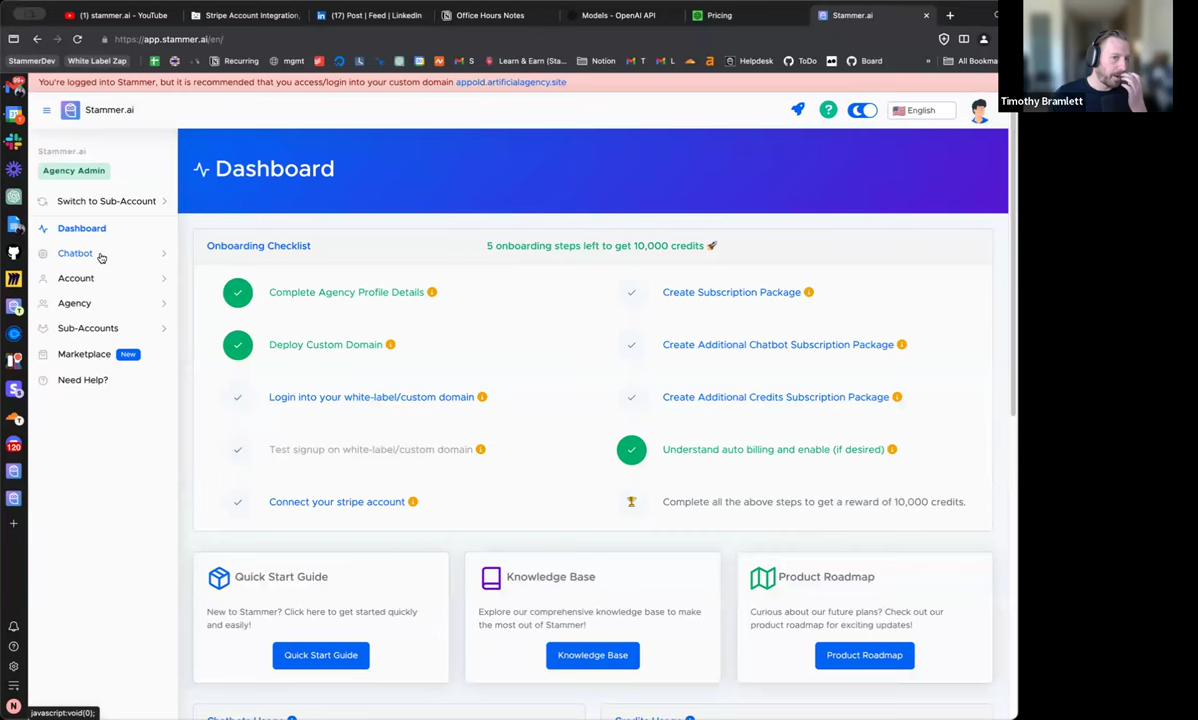 (1) stammer.ai - YouTube
Stripe Account Integration,
(17) Post | Feed | LinkedIn
Office Hours Notes
Models - OpenAI API
Pricing
Stammer.ai
https://app.stammer.ai/en/
StammerDev
White Label Zap
Recurring
mgmt
S
Learn & Earn (Sta...
Notion
T
L
Helpdesk
ToDo
Board
All Bookma
You're logged into Stammer, but it is recommended that you access/login into your custom domain appold.artificialagency.site
Timothy Bramlett
Stammer.ai
English
Stammer.ai
Agency Admin
Switch to Sub-Account
Dashboard
Chatbot
Account
Agency
Sub-Accounts
Marketplace New
Need Help?
Dashboard
Onboarding Checklist
5 onboarding steps left to get 10,000 credits 🚀
Complete Agency Profile Details
Create Subscription Package
Deploy Custom Domain
Create Additional Chatbot Subscription Package
Login into your white-label/custom domain
Create Additional Credits Subscription Package
Test signup on white-label/custom domain
Understand auto billing and enable (if desired)
Connect your stripe account
Complete all the above steps to get a reward of 10,000 credits.
Quick Start Guide
New to Stammer? Click here to get started quickly
and easily!
Quick Start Guide
Knowledge Base
Explore our comprehensive knowledge base to make
the most out of Stammer!
Knowledge Base
Product Roadmap
Curious about our future plans? Check out our
product roadmap for exciting updates!
Product Roadmap
120
N
javascript:void(0);